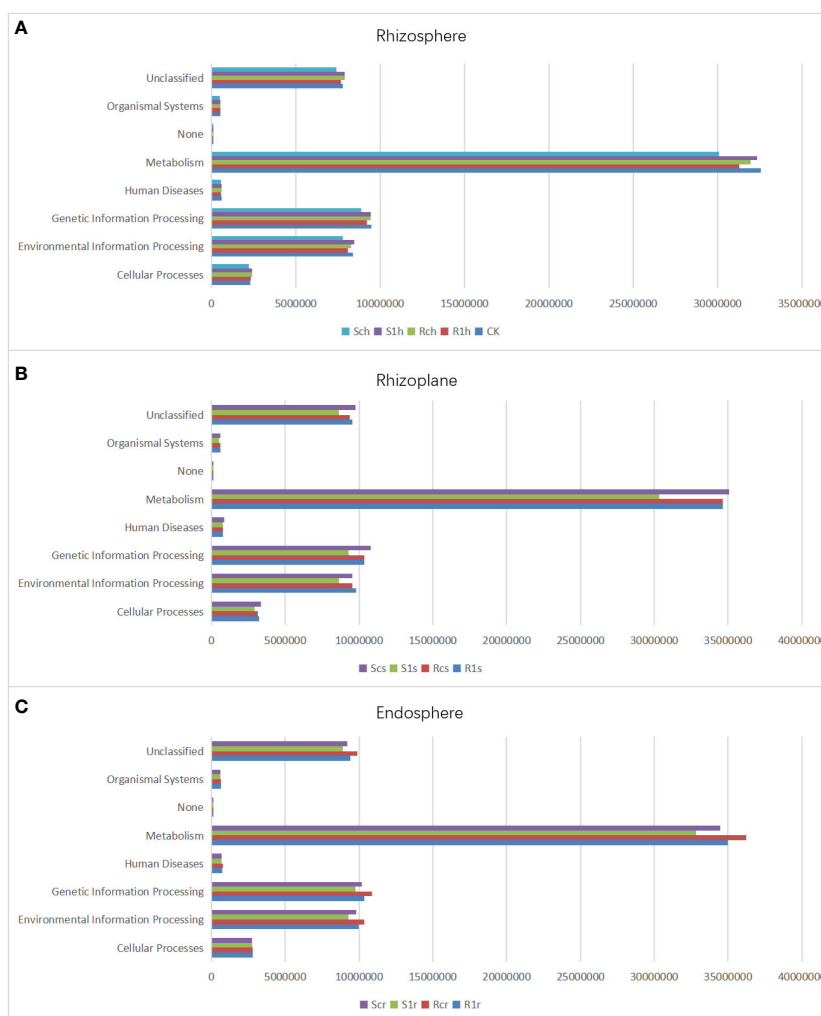 A
Rhizosphere
Unclassified
Organismal Systems
None
Metabolism
Human Diseases
Genetic Information Processing
Environmental Information Processing
Cellular Processes
0 5000000 10000000 15000000 20000000 25000000 30000000 35000000
Sch S1h Rch R1h CK
B
Rhizoplane
Unclassified
Organismal Systems
None
Metabolism
Human Diseases
Genetic Information Processing
Environmental Information Processing
Cellular Processes
0 5000000 10000000 15000000 20000000 25000000 30000000 35000000 40000000
Scs S1s Rcs R1s
C
Endosphere
Unclassified
Organismal Systems
None
Metabolism
Human Diseases
Genetic Information Processing
Environmental Information Processing
Cellular Processes
0 5000000 10000000 15000000 20000000 25000000 30000000 35000000 40000000
Scr S1r Rcr R1r